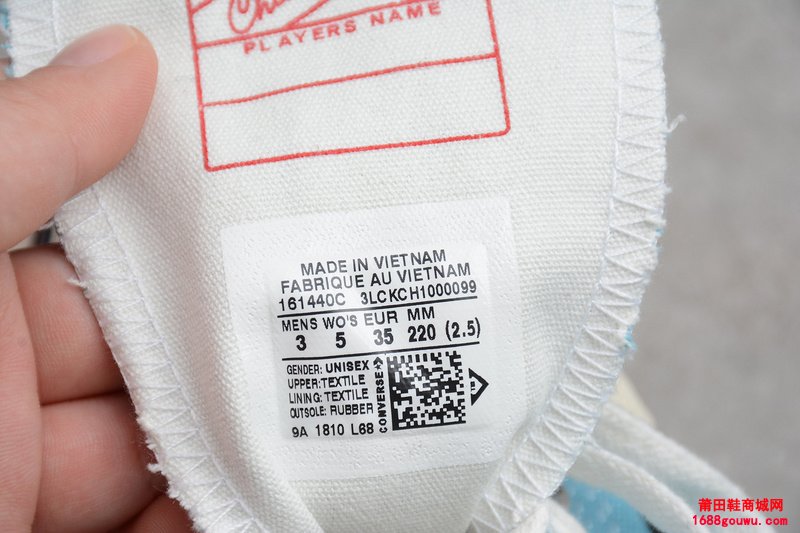 Ch
PLAYERS NAME
MADE IN VIETNAM
FABRIQUE AU VIETNAM
161440C 3LCKCH1000099
MENS WO'S EUR MM
3 5 35 220 (2.5)
GENDER: UNISEX
UPPER: TEXTILE
LINING: TEXTILE
OUTSOLE: RUBBER
9A 1810 L68
CONVERSE
莆田鞋商城网
1688gouwu.com